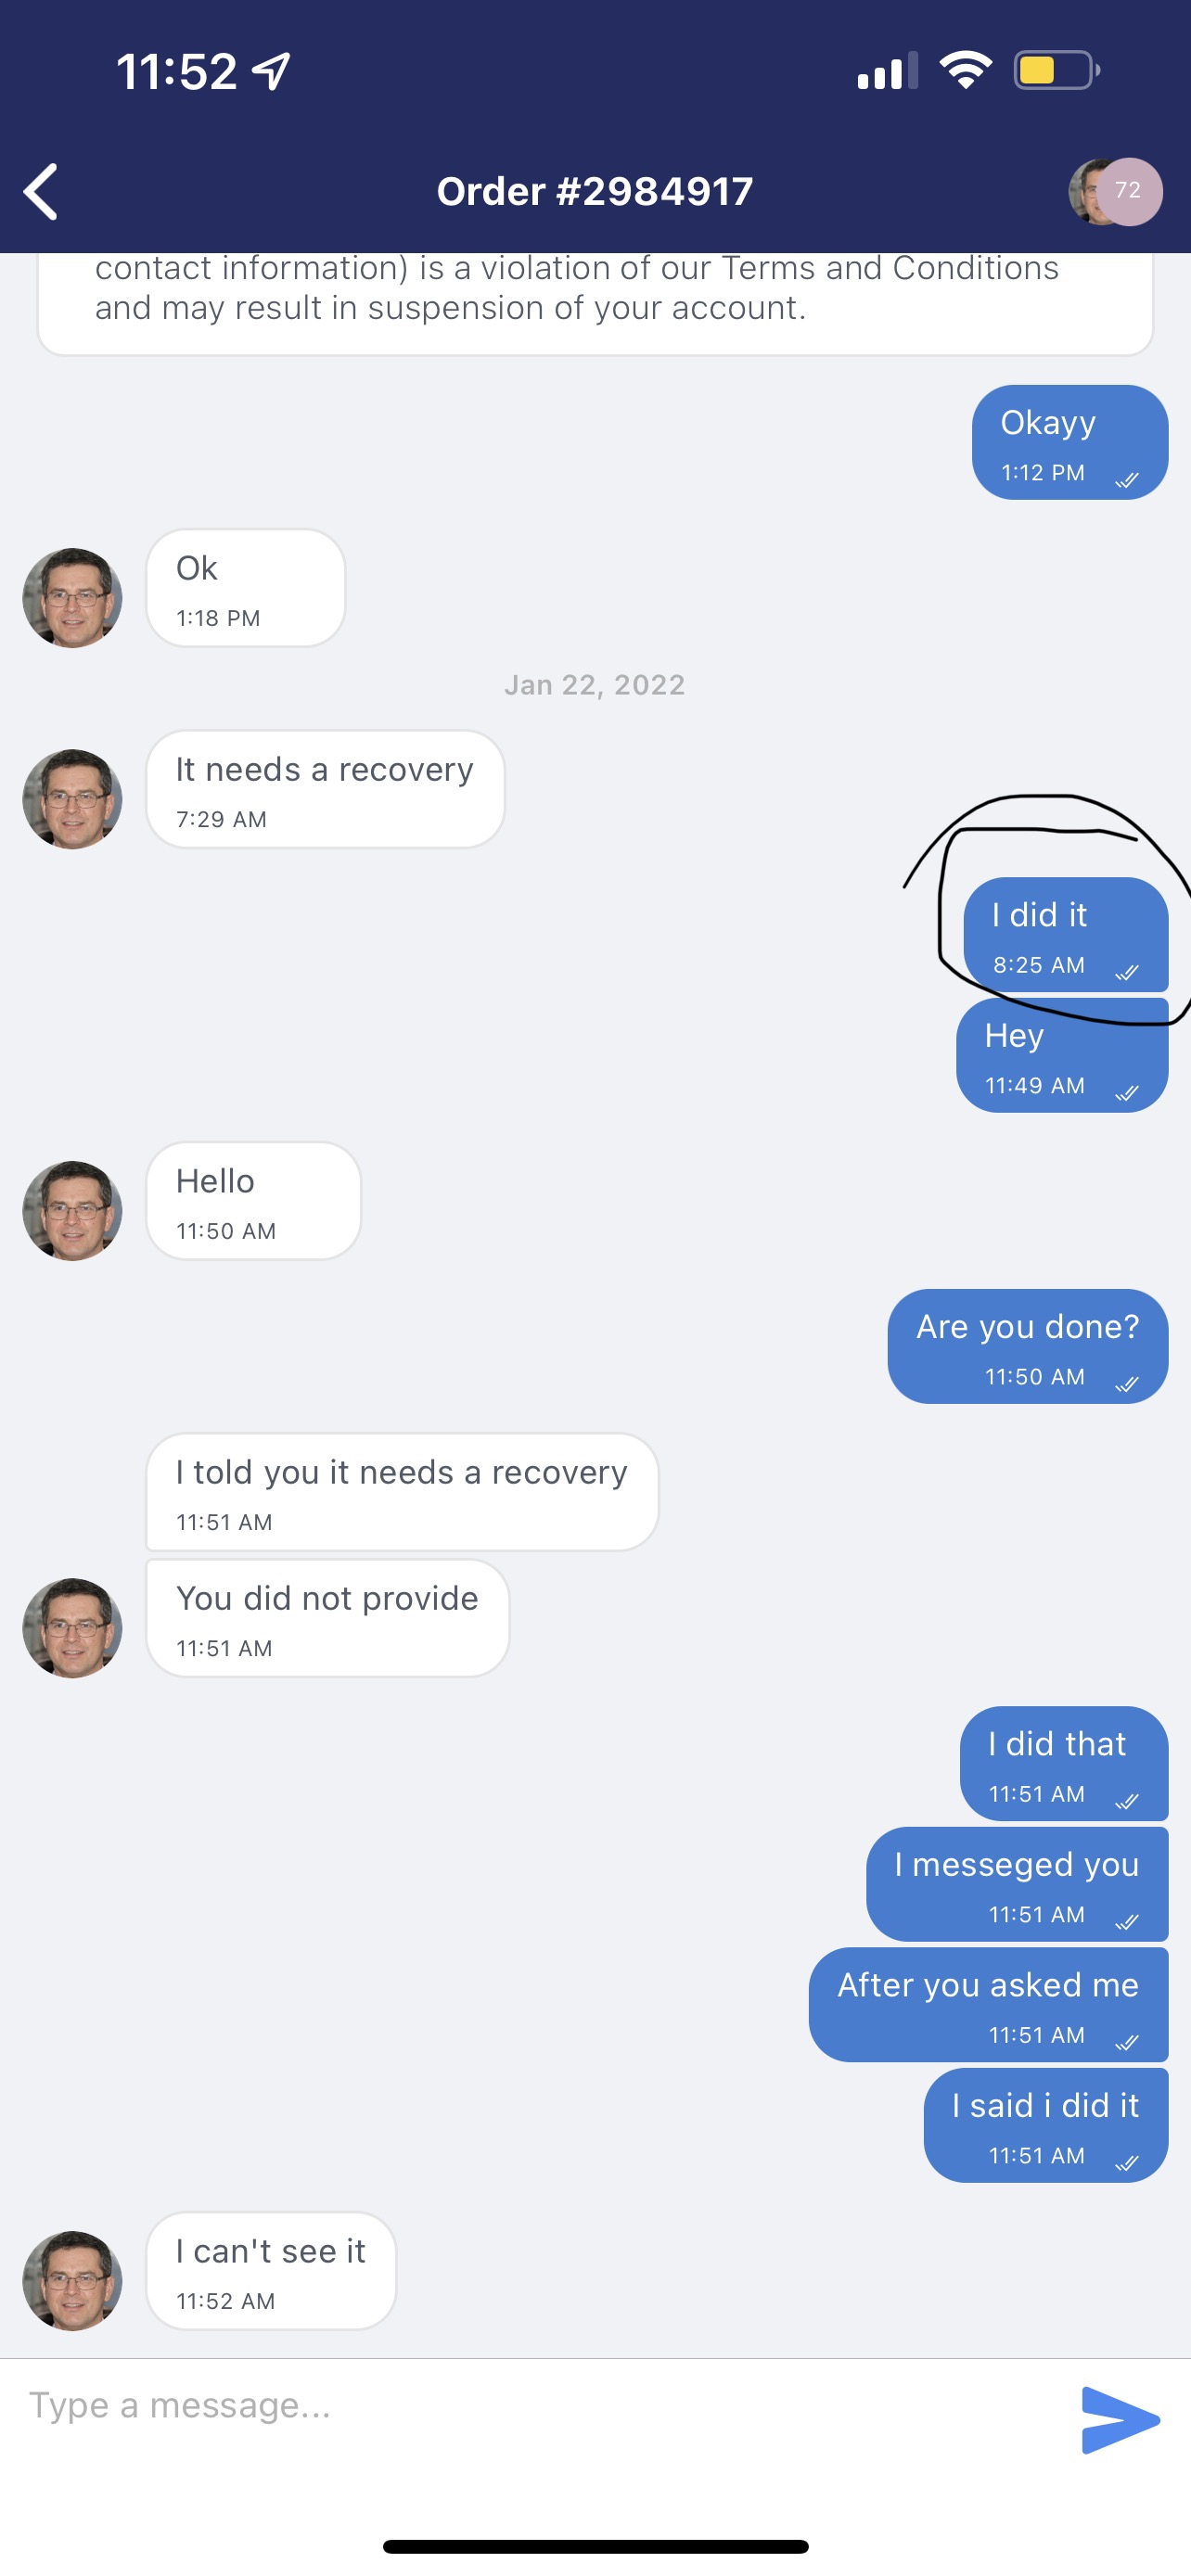 11:52
Order #2984917
72
contact information) is a violation of our Terms and Conditions
and may result in suspension of your account.
Okayy
1:12 PM
Ok
1:18 PM
Jan 22, 2022
It needs a recovery
7:29 AM
I did it
8:25 AM
Hey
11:49 AM
Hello
11:50 AM
Are you done?
11:50 AM
I told you it needs a recovery
11:51 AM
You did not provide
11:51 AM
I did that
11:51 AM
I messeged you
11:51 AM
After you asked me
11:51 AM
I said i did it
11:51 AM
I can't see it
11:52 AM
Type a message...